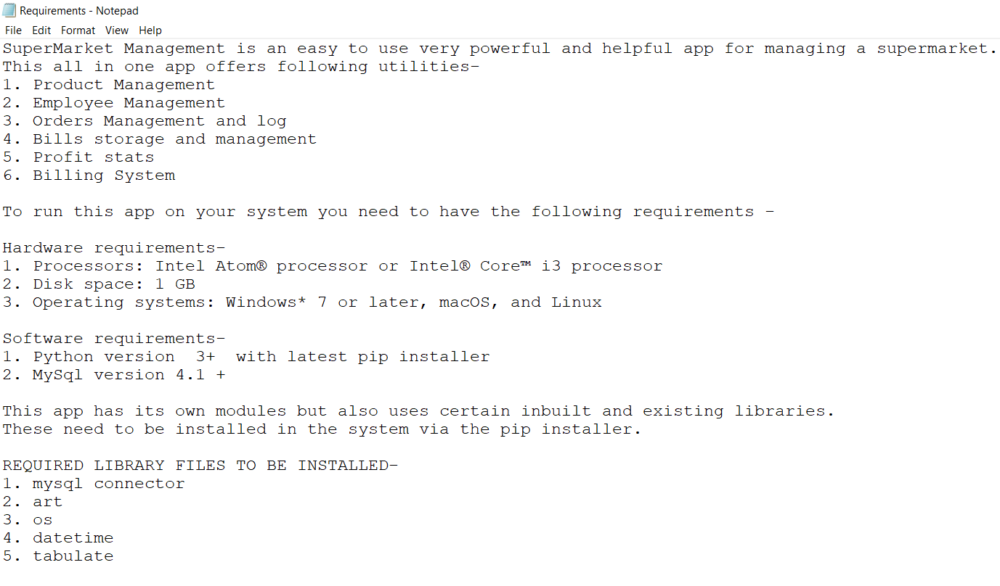 Requirements - Notepad
File Edit Format View Help
SuperMarket Management is an easy to use very powerful and helpful app for managing a supermarket.
This all in one app offers following utilities-
1. Product Management
2. Employee Management
3. Orders Management and log
4. Bills storage and management
5. Profit stats
6. Billing System
To run this app on your system you need to have the following requirements -
Hardware requirements-
1. Processors: Intel Atom® processor or Intel® Core™ i3 processor
2. Disk space: 1 GB
3. Operating systems: Windows* 7 or later, macOS, and Linux
Software requirements-
1. Python version  3+  with latest pip installer
2. MySql version 4.1 +
This app has its own modules but also uses certain inbuilt and existing libraries.
These need to be installed in the system via the pip installer.
REQUIRED LIBRARY FILES TO BE INSTALLED-
1. mysql connector
2. art
3. os
4. datetime
5. tabulate